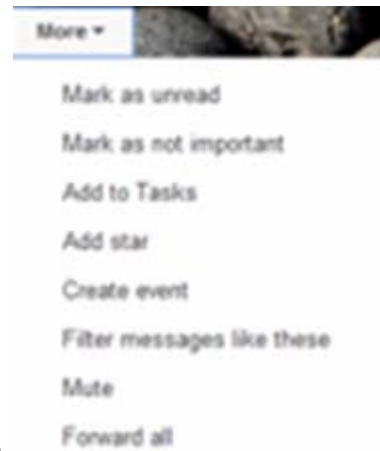 More
Mark as unread
Mark as not important
Add to Tasks
Add star
Create event
Filter messages like these
Mute
Forward all